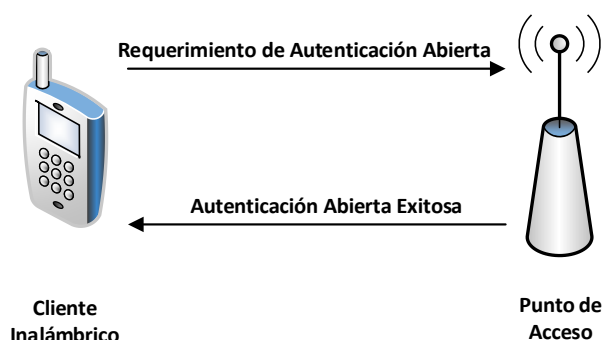 Requerimiento de Autenticación Abierta
Autenticación Abierta Exitosa
Cliente
Inalámbrico
Punto de
Acceso